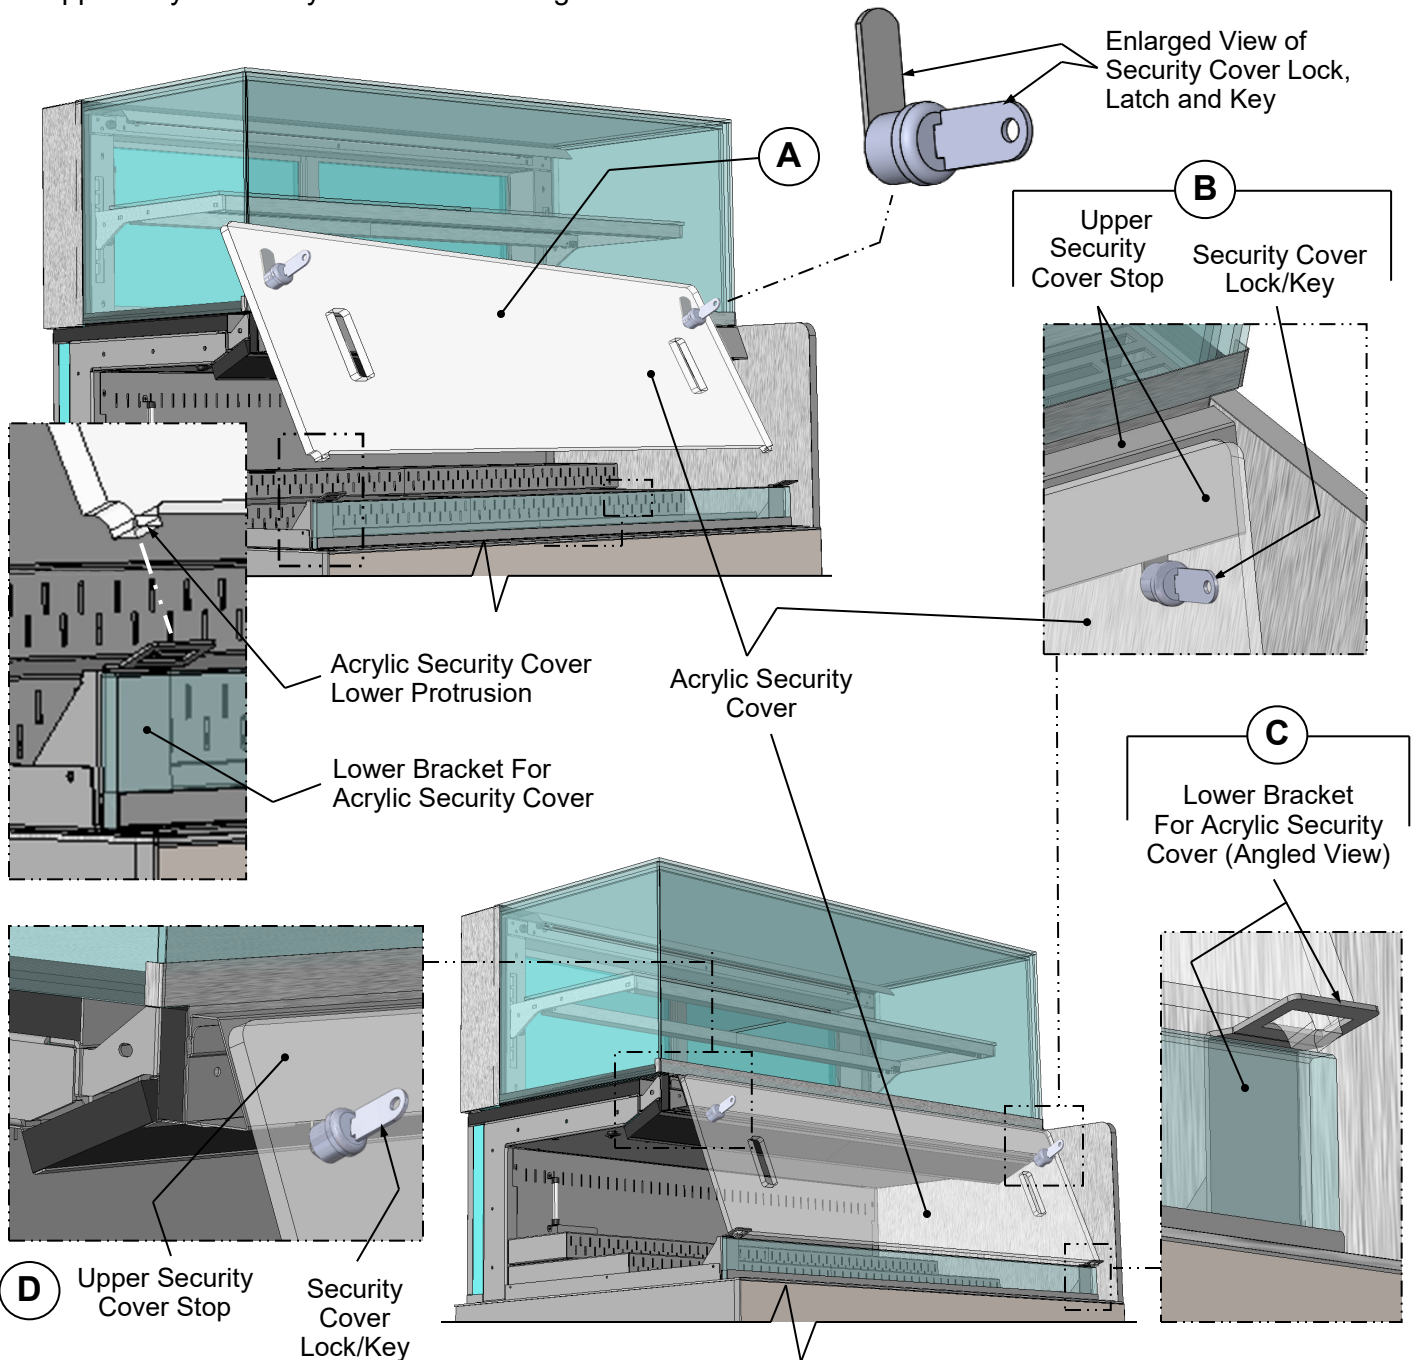 Enlarged View of
Security Cover Lock,
Latch and Key
A
B
Upper
Security
Cover Stop
Security Cover
Lock/Key
Acrylic Security Cover
Lower Protrusion
Acrylic Security
Cover
Lower Bracket For
Acrylic Security Cover
C
Lower Bracket
For Acrylic Security
Cover (Angled View)
D
Upper Security
Cover Stop
Security
Cover
Lock/Key